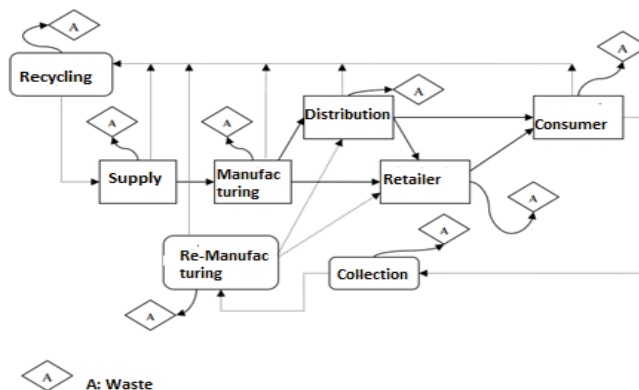 A
A
Recycling
A
Distribution
A
A
A
Consumer
Supply
Manufac
turing
Retailer
A
Re-Manufac
turing
A
Collection
A
A
A: Waste